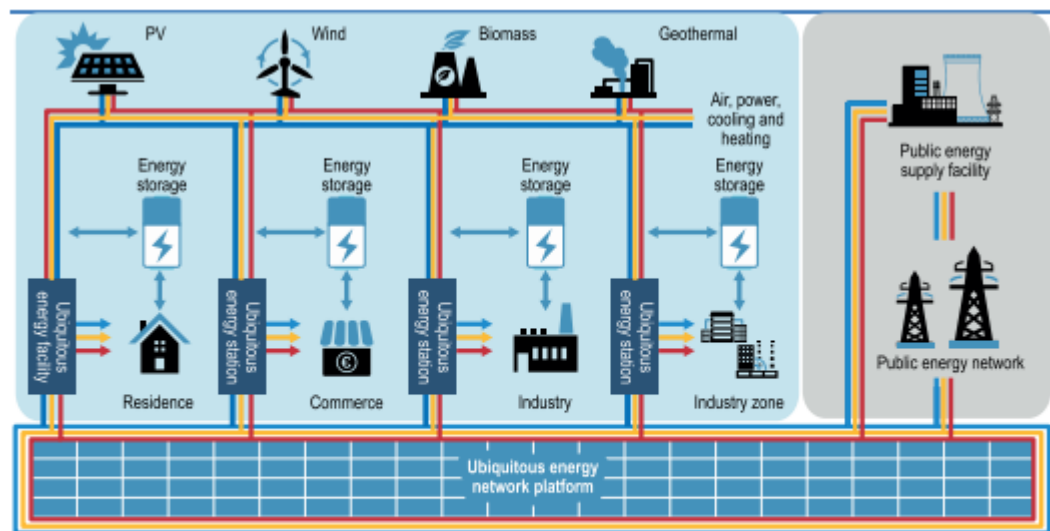 PV
Wind
Biomass
Geothermal
Air, power,
cooling and
heating
Energy
storage
Energy
storage
Energy
storage
Energy
storage
Ubiquitous
energy facility
Ubiquitous
energy station
Ubiquitous
energy station
Ubiquitous
energy station
Residence
Commerce
Industry
Industry zone
Public energy
supply facility
Public energy network
Ubiquitous energy
network platform